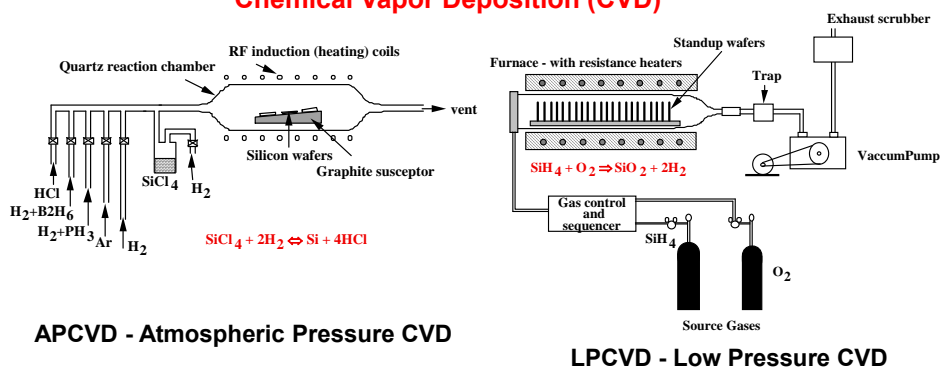 Chemical Vapor Deposition (CVD)
RF induction (heating) coils
Quartz reaction chamber
vent
Silicon wafers
Graphite susceptor
SiCl4
H2
HCl
H2+B2H6
H2+PH3
Ar
H2
SiCl4 + 2H2 ⇔ Si + 4HCl
APCVD - Atmospheric Pressure CVD
Exhaust scrubber
Standup wafers
Furnace - with resistance heaters
Trap
VaccumPump
SiH4 + O2 ⇒ SiO2 + 2H2
Gas control
and
sequencer
SiH4
O2
Source Gases
LPCVD - Low Pressure CVD